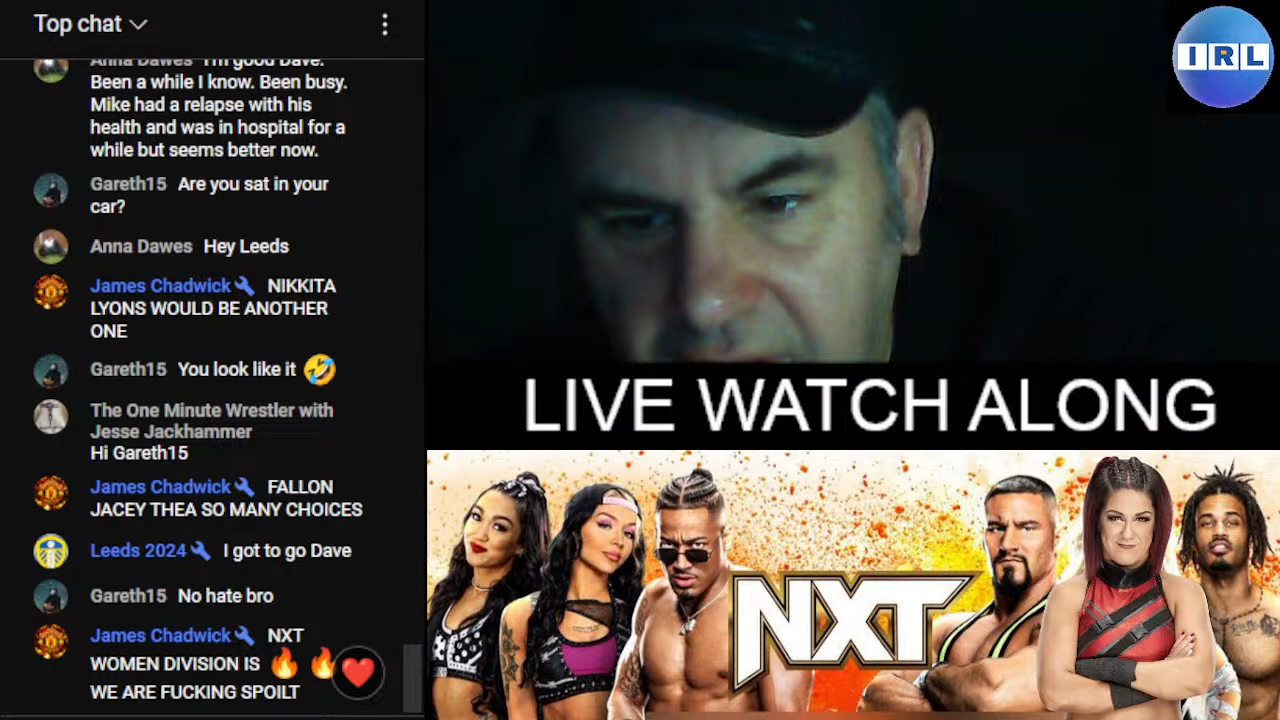 Top chat
Anna Dawes I'm good Dave.
Been a while I know. Been busy.
Mike had a relapse with his
health and was in hospital for a
while but seems better now.
Gareth15 Are you sat in your
car?
Anna Dawes Hey Leeds
James Chadwick NIKKITA
LYONS WOULD BE ANOTHER
ONE
Gareth15 You look like it 🤣
The One Minute Wrestler with
Jesse Jackhammer
Hi Gareth15
James Chadwick FALLON
JACEY THEA SO MANY CHOICES
Leeds 2024 I got to go Dave
Gareth15 No hate bro
James Chadwick NXT
WOMEN DIVISION IS 🔥 🔥
WE ARE FUCKING SPOILT
IRL
LIVE WATCH ALONG
NXT